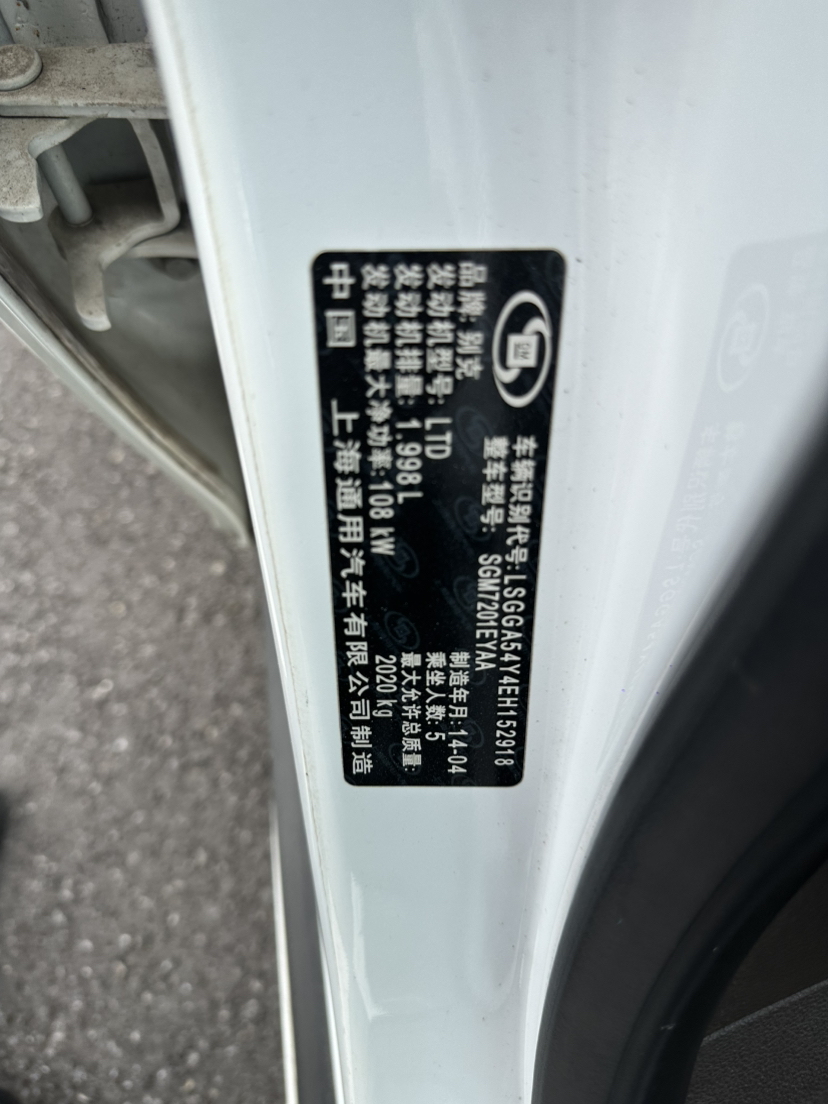 GM
车辆识别代号:LSGGA54Y4EH152918
整车型号: SGM7201EYAA
品牌: 别克
制造年月:14-04
发动机型号: LTD
乘坐人数: 5
发动机排量: 1.998L
最大允许总质量:
2020 kg
发动机最大净功率:108 kW
中国 上海通用汽车有限公司制造